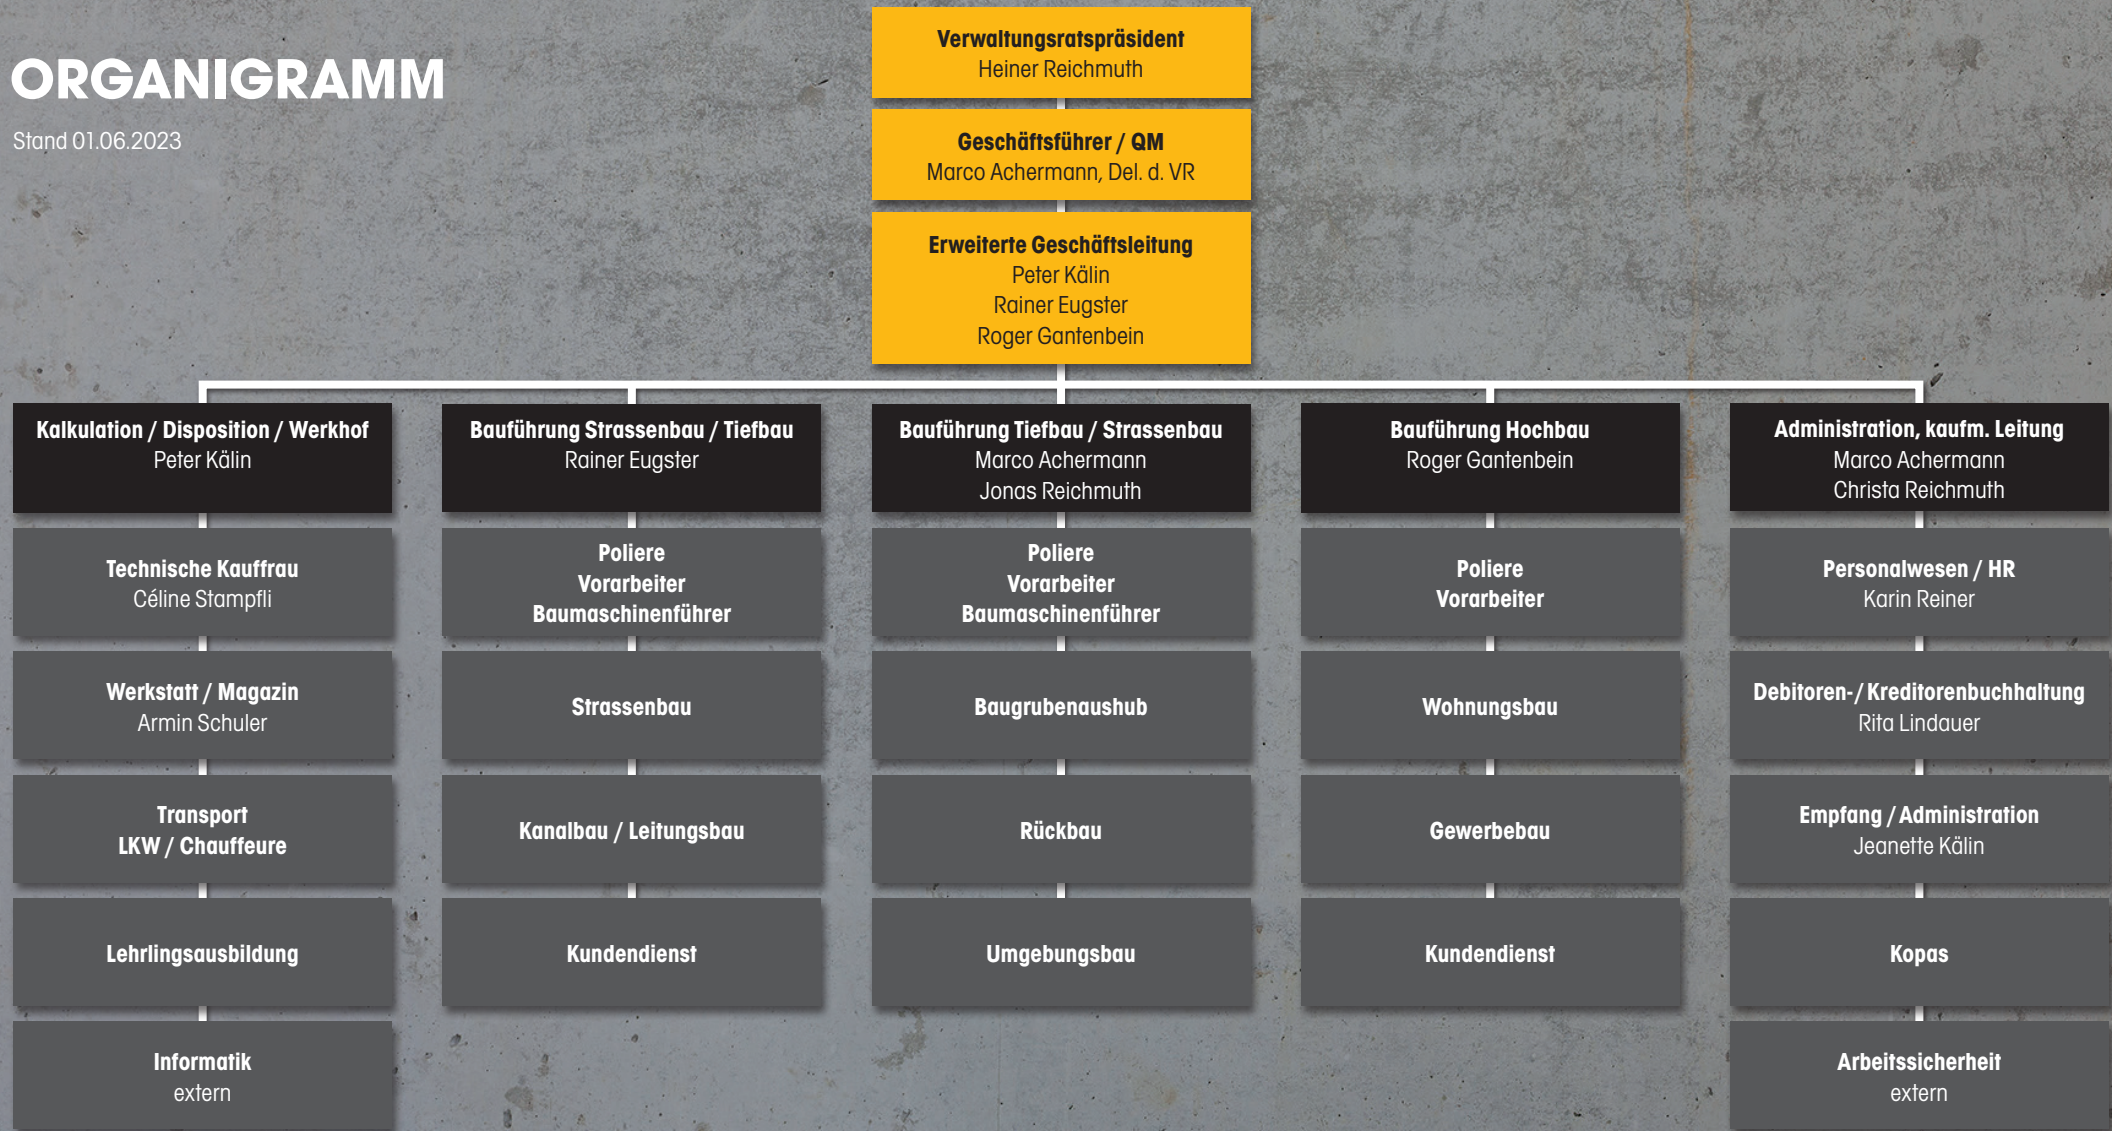 ORGANIGRAMM
Stand 01.06.2023
Verwaltungsratspräsident
Heiner Reichmuth
Geschäftsführer / QM
Marco Achermann, Del. d. VR
Erweiterte Geschäftsleitung
Peter Kälin
Rainer Eugster
Roger Gantenbein
Kalkulation / Disposition / Werkhof
Peter Kälin
Technische Kauffrau
Céline Stampfli
Werkstatt / Magazin
Armin Schuler
Transport
LKW / Chauffeure
Lehrlingsausbildung
Informatik
extern
Bauführung Strassenbau / Tiefbau
Rainer Eugster
Poliere
Vorarbeiter
Baumaschinenführer
Strassenbau
Kanalbau / Leitungsbau
Kundendienst
Bauführung Tiefbau / Strassenbau
Marco Achermann
Jonas Reichmuth
Poliere
Vorarbeiter
Baumaschinenführer
Baugrubenaushub
Rückbau
Umgebungsbau
Bauführung Hochbau
Roger Gantenbein
Poliere
Vorarbeiter
Wohnungsbau
Gewerbebau
Kundendienst
Administration, kaufm. Leitung
Marco Achermann
Christa Reichmuth
Personalwesen / HR
Karin Reiner
Debitoren-/ Kreditorenbuchhaltung
Rita Lindauer
Empfang / Administration
Jeanette Kälin
Kopas
Arbeitssicherheit
extern